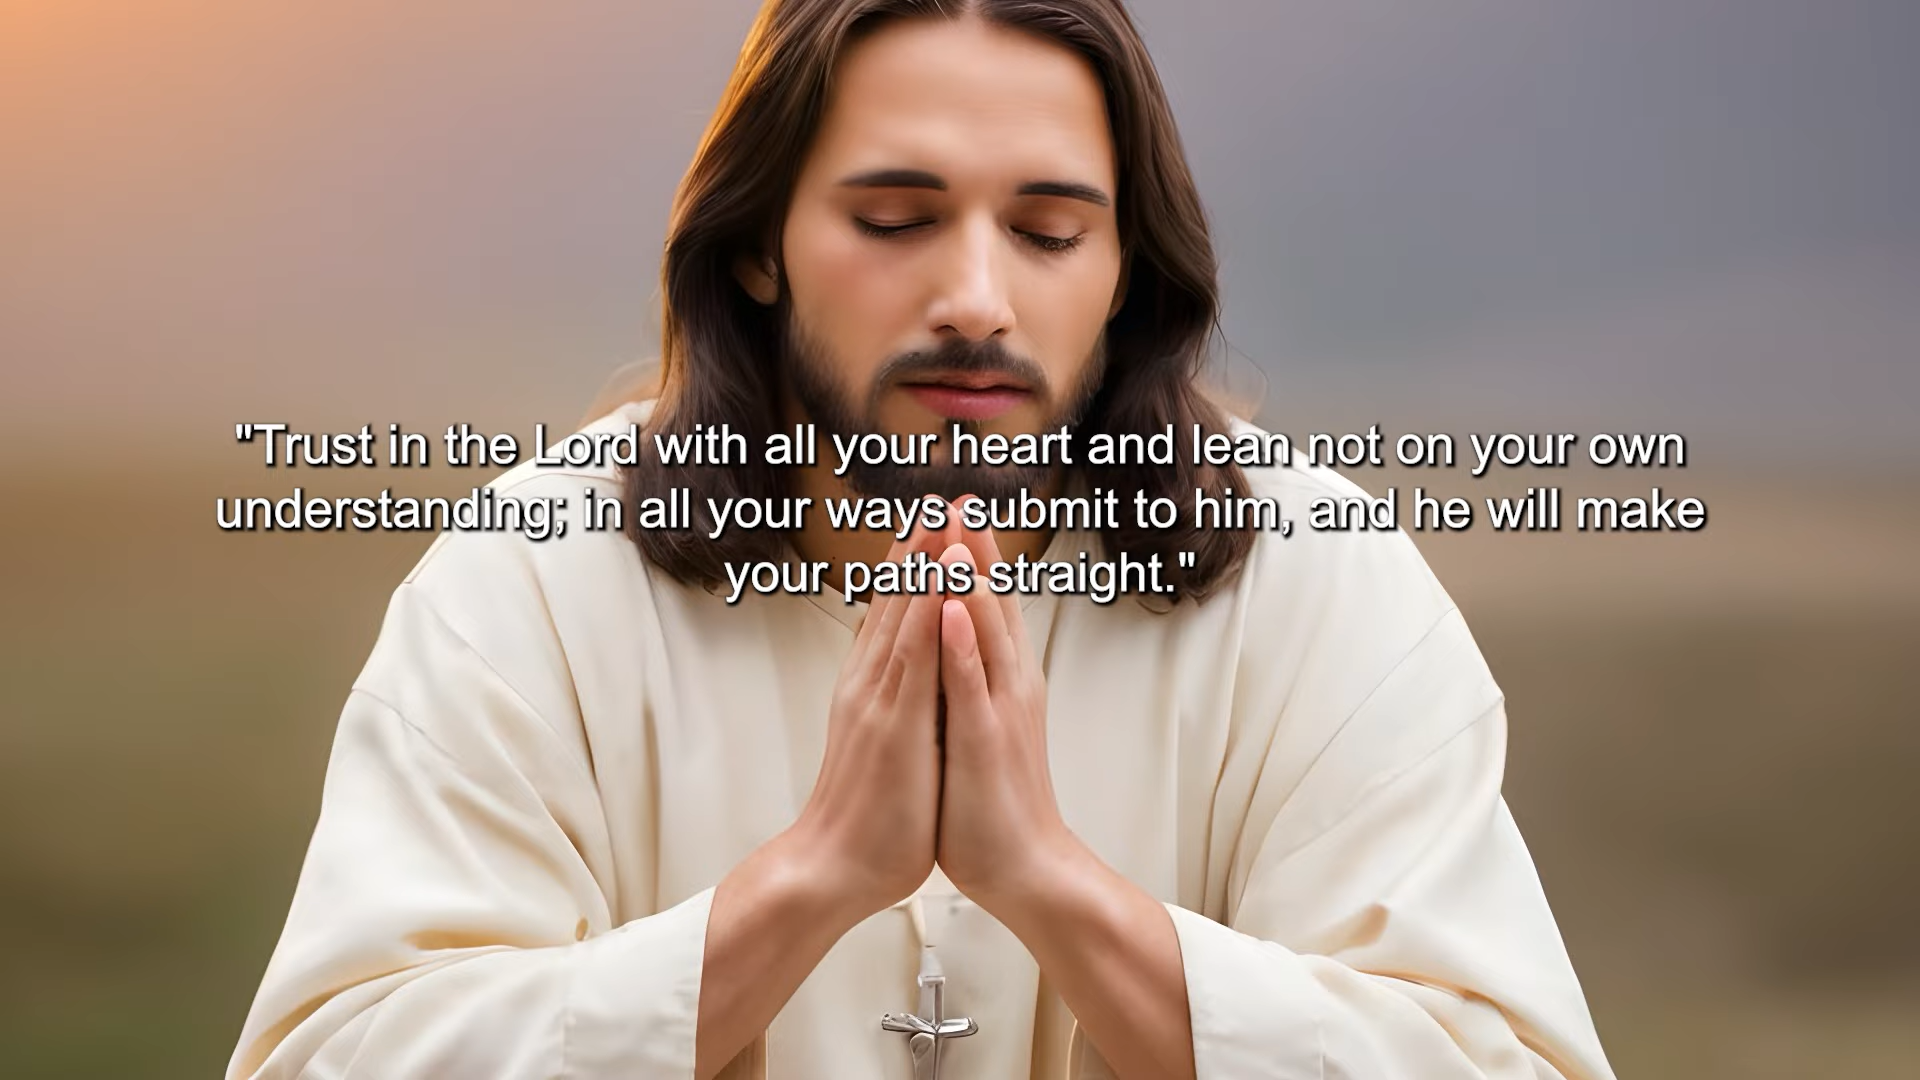 "Trust in the Lord with all your heart and lean not on your own
understanding; in all your ways submit to him, and he will make
your paths straight."